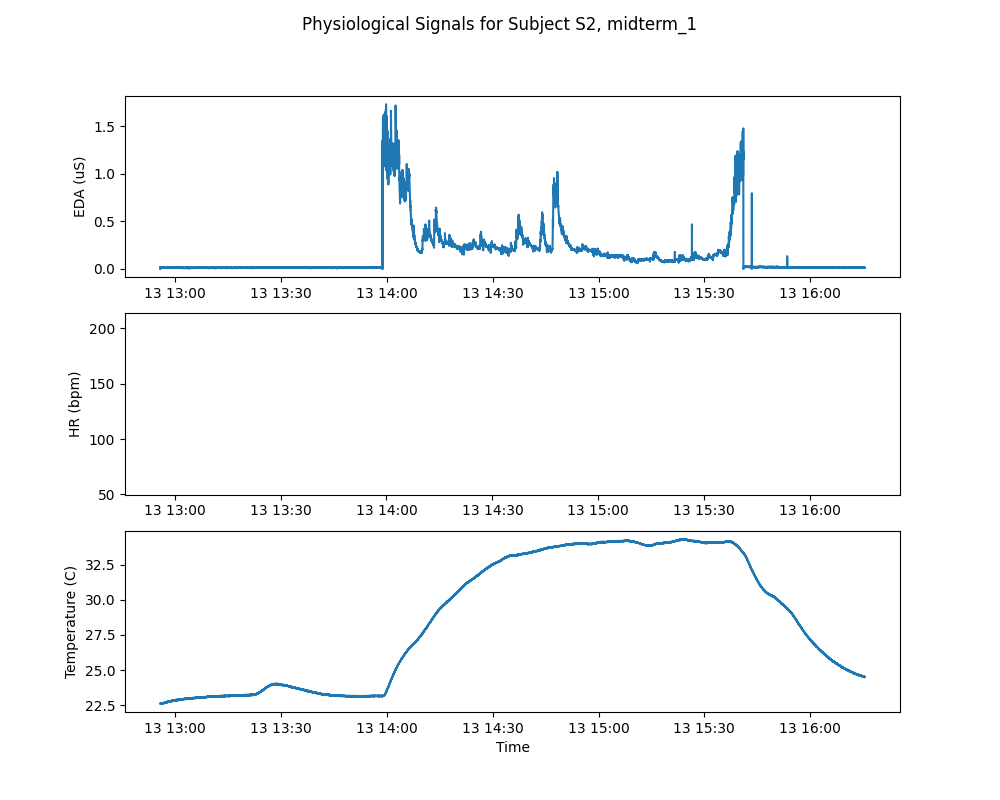 Physiological Signals for Subject S2, midterm_1
EDA (uS)
1.5
1.0
0.5
0.0
13 13:00 13 13:30 13 14:00 13 14:30 13 15:00 13 15:30 13 16:00
HR (bpm)
200
150
100
50
13 13:00 13 13:30 13 14:00 13 14:30 13 15:00 13 15:30 13 16:00
Temperature (C)
32.5
30.0
27.5
25.0
22.5
13 13:00 13 13:30 13 14:00 13 14:30 13 15:00 13 15:30 13 16:00
Time